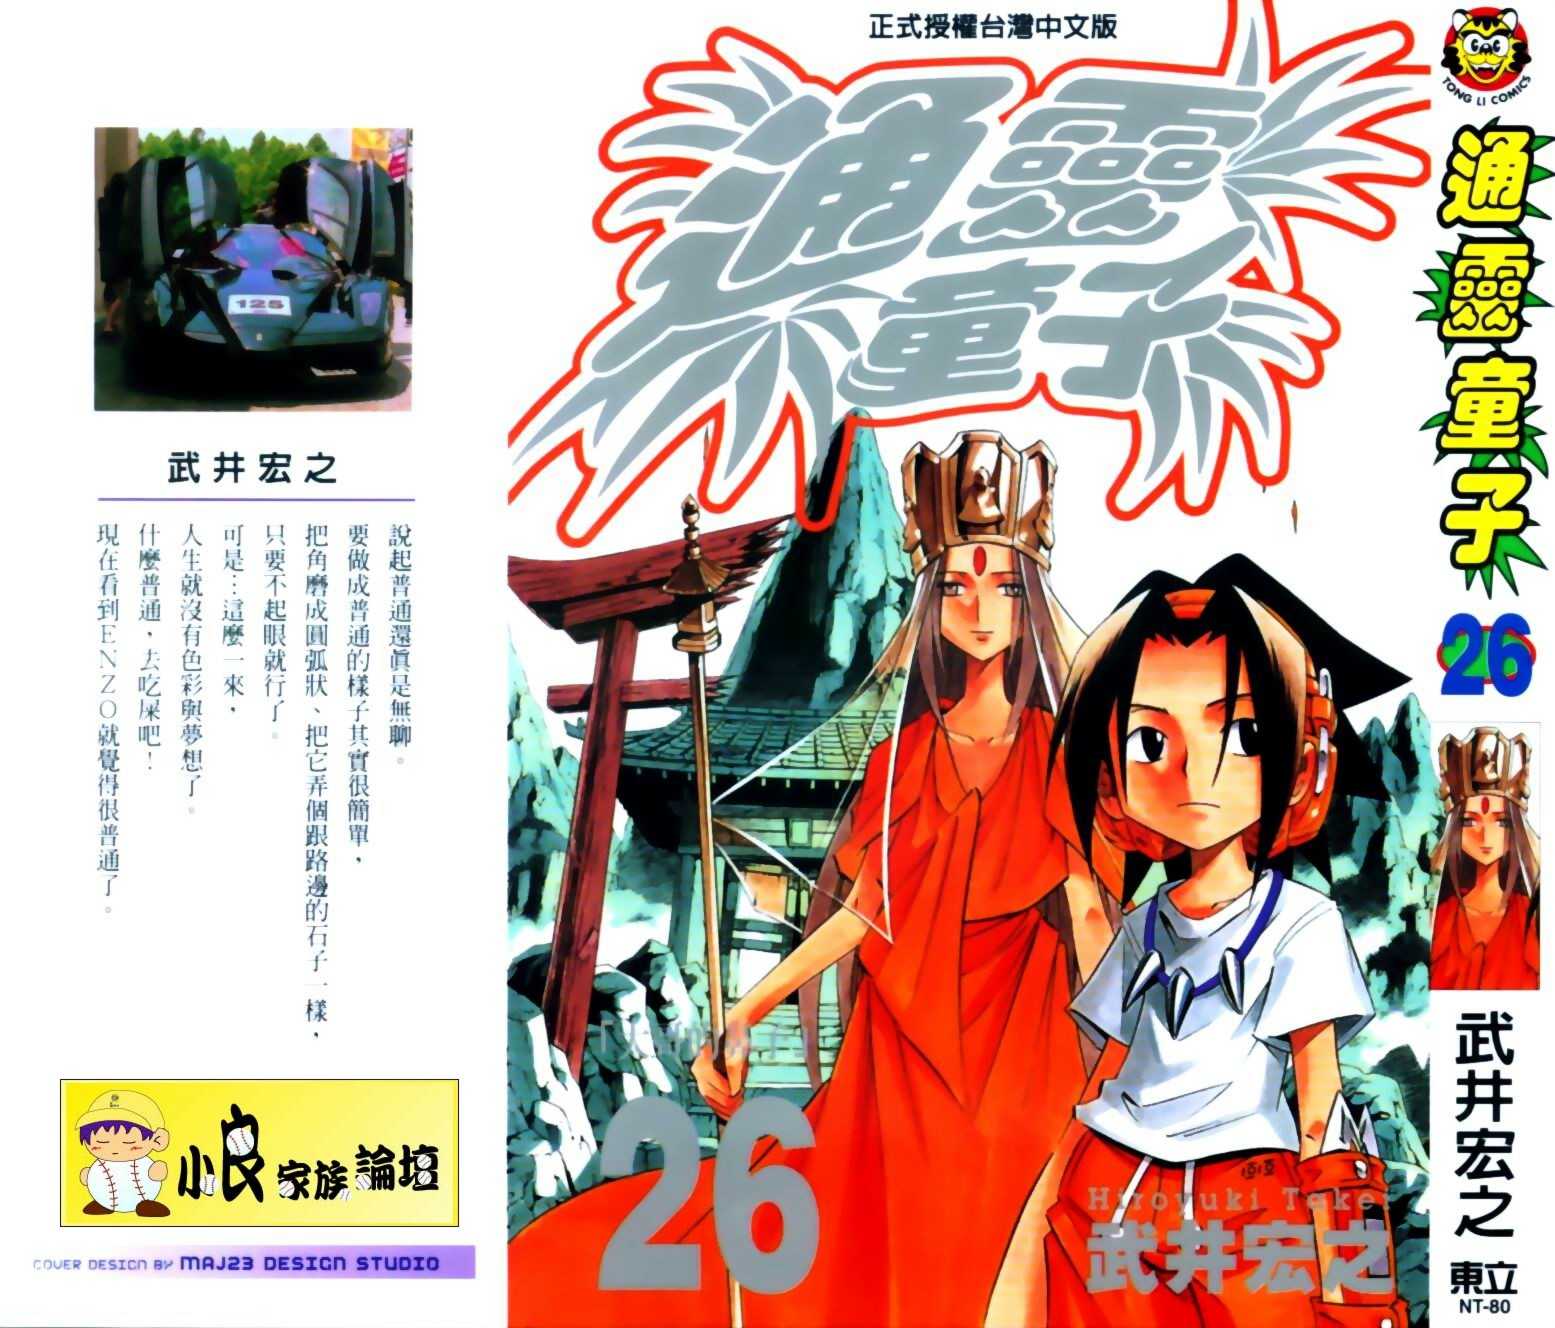 正式授權台灣中文版
通靈
童子
26
Hiroyuki Takei
武井宏之
125
武井宏之
說起普通還眞是無聊。
要做成普通的樣子其實很簡單，
把角磨成圓弧狀、把它弄個跟路邊的石子一樣，
只要不起眼就行了。
可是…這麼一來，
人生就沒有色彩與夢想了。
什麼普通，去吃屎吧！
現在看到ENZO就覺得很普通了。
小良家族論壇
COVER DESIGN BY MAJ23 DESIGN STUDIO
TONG LI COMICS
通靈童子
26
武井宏之
東立
NT-80